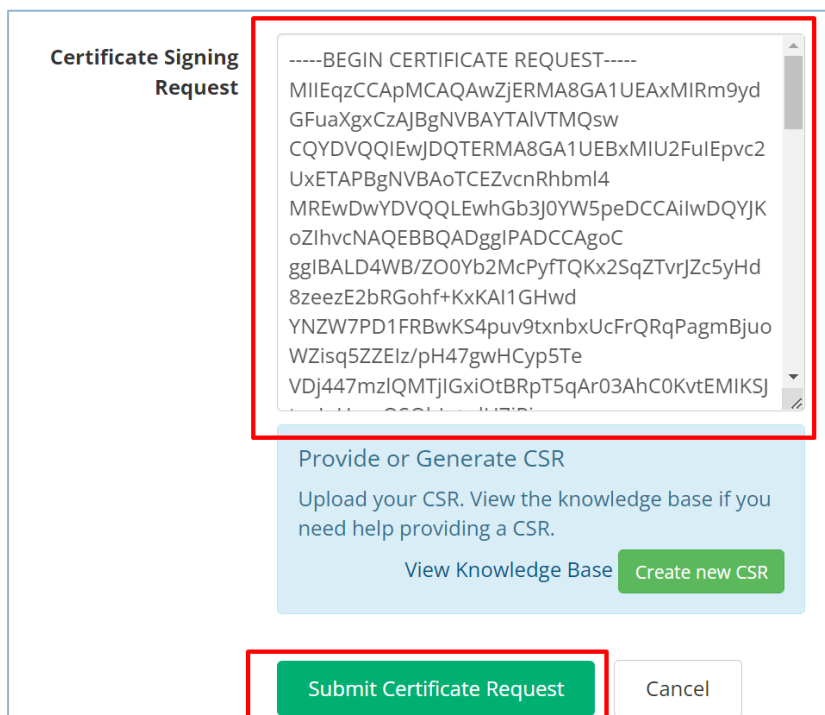 Certificate Signing
Request
-----BEGIN CERTIFICATE REQUEST-----
MIIEqzCCApMCAQAwZjERMA8GA1UEAxMIRm9yd
GFuaXgxCzAJBgNVBAYTAlVTMQsw
CQYDVQQIEwJDQTERMA8GA1UEBxMIU2FuIEpvc2
UxETAPBgNVBAoTCEZvcnRhbml4
MREwDwYDVQQLEwhGb3J0YW5peDCCAiIwDQYJK
oZIhvcNAQEBBQADggIPADCCAgoC
ggIBALD4WB/ZO0Yb2McPyfTQKx2SqZTvrJZc5yHd
8zeezE2bRGohf+KxKAI1GHwd
YNZW7PD1FRBwKS4puv9txnbxUcFrQRqPagmBjuo
WZisq5ZZEIz/pH47gwHCyp5Te
VDj447mzlQMTjIGxiOtBRpT5qAr03AhC0KvtEMIKSJ
Provide or Generate CSR
Upload your CSR. View the knowledge base if you
need help providing a CSR.
View Knowledge Base Create new CSR
Submit Certificate Request Cancel